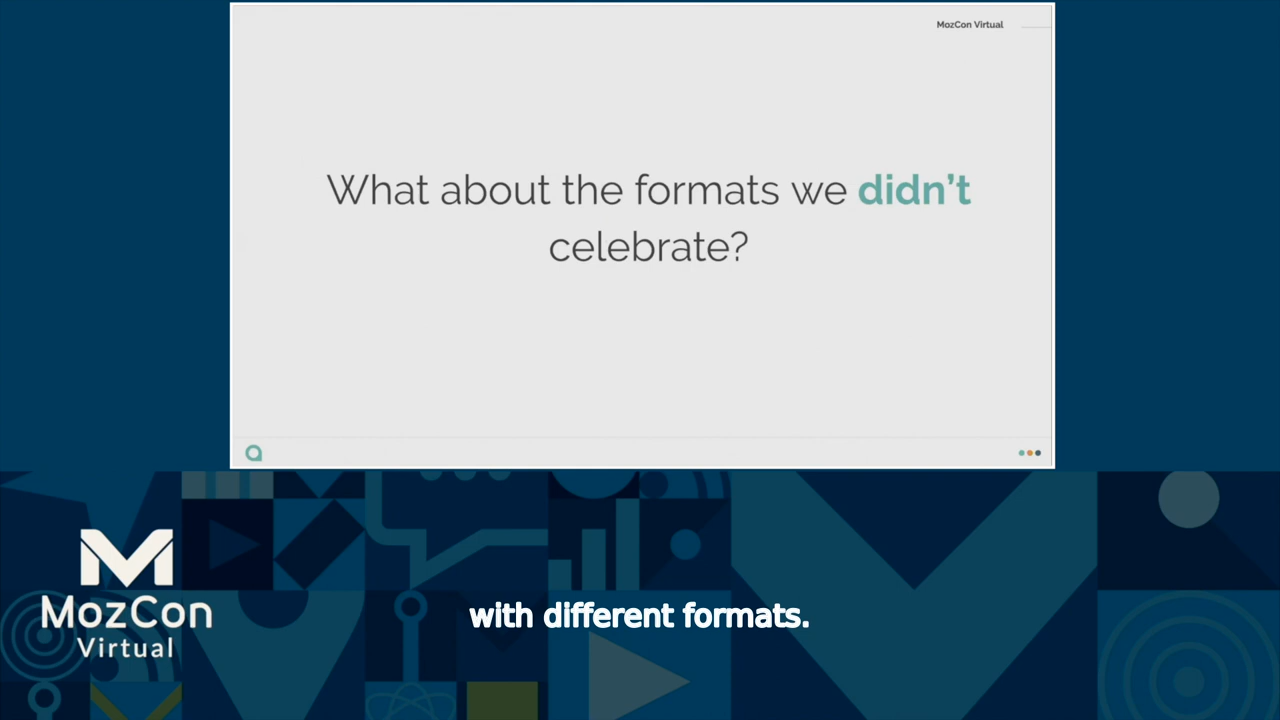 MozCon Virtual
What about the formats we didn't
celebrate?
MozCon
Virtual
with different formats.